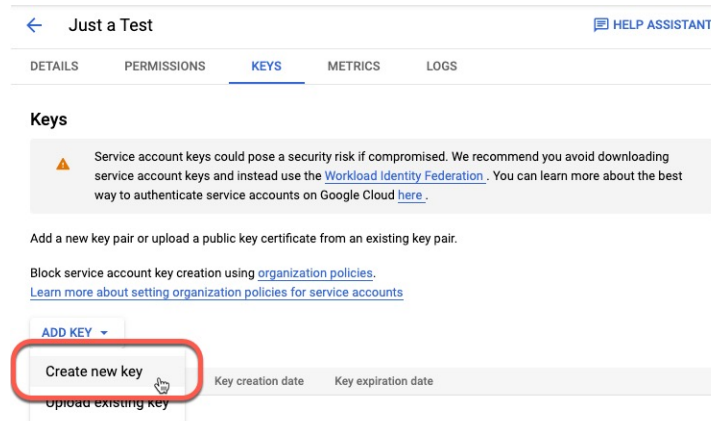 Just a Test
HELP ASSISTANT
DETAILS PERMISSIONS KEYS METRICS LOGS
Keys
Service account keys could pose a security risk if compromised. We recommend you avoid downloading
service account keys and instead use the Workload Identity Federation . You can learn more about the best
way to authenticate service accounts on Google Cloud here .
Add a new key pair or upload a public key certificate from an existing key pair.
Block service account key creation using organization policies.
Learn more about setting organization policies for service accounts
ADD KEY
Create new key
Key creation date Key expiration date
Upload existing key